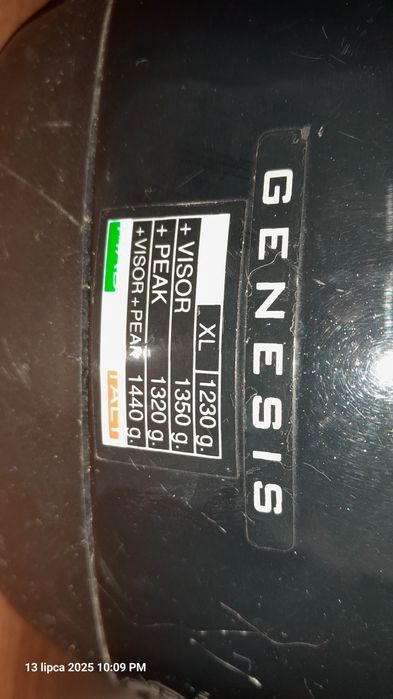 GENESIS
XL 1230 g.
+ VISOR 1350 g.
+ PEAK 1320 g.
+VISOR +PEAK 1440 g.
13 lipca 2025 10:09 PM